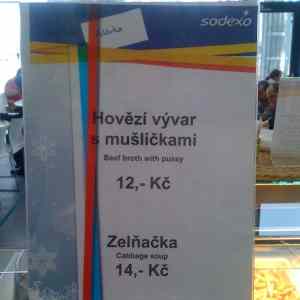 sodexo
Hovězí vývar
s mušličkami
Beef broth with pussy
12,- Kč
Zelňačka
Cabbage soup
14,- Kč